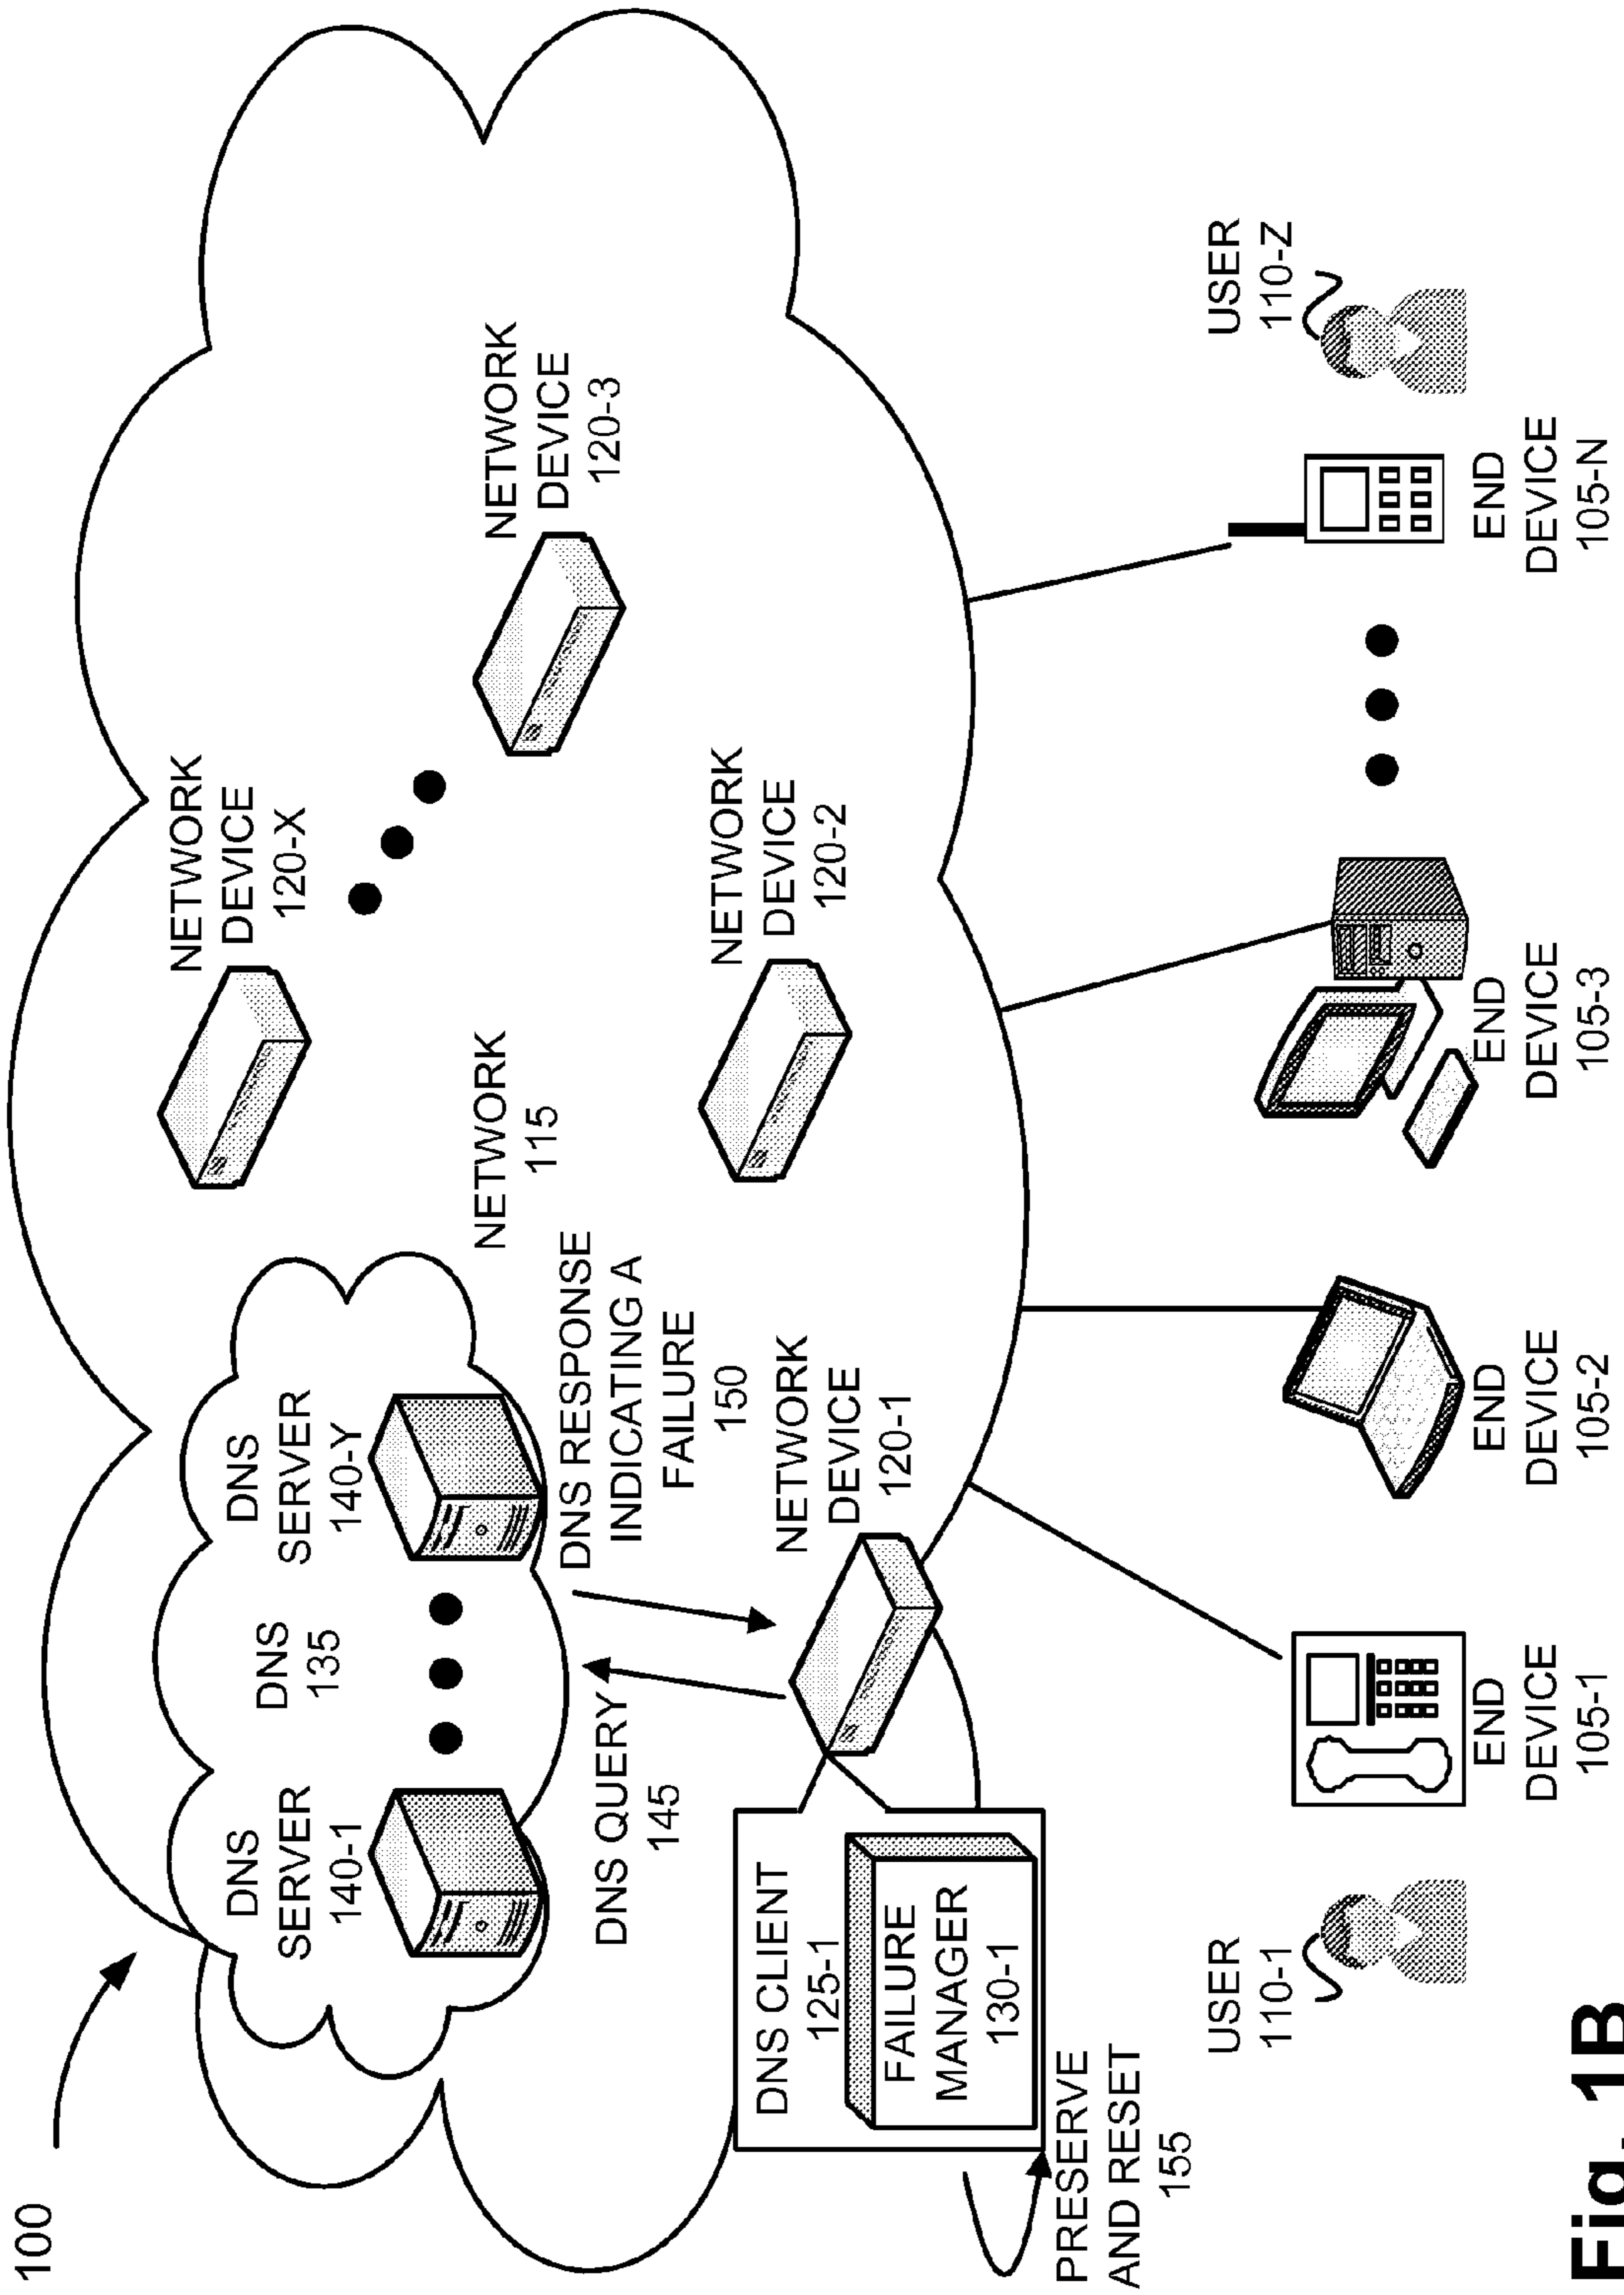 100
DNS
SERVER
140-1
DNS
135
DNS
SERVER
140-Y
NETWORK
DEVICE
120-X
NETWORK
DEVICE
120-3
NETWORK
115
DNS QUERY
145
DNS RESPONSE
INDICATING A
FAILURE
150
NETWORK
DEVICE
120-1
NETWORK
DEVICE
120-2
DNS CLIENT
125-1
FAILURE
MANAGER
130-1
PRESERVE
AND RESET
155
USER
110-1
USER
110-Z
END
DEVICE
105-1
END
DEVICE
105-2
END
DEVICE
105-3
END
DEVICE
105-N
Fig. 1B